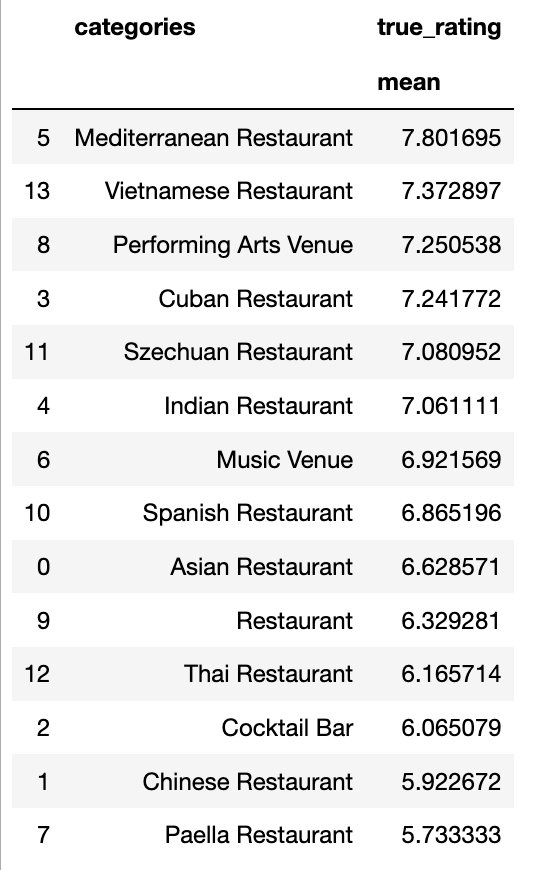 categories true_rating
mean
5 Mediterranean Restaurant 7.801695
13 Vietnamese Restaurant 7.372897
8 Performing Arts Venue 7.250538
3 Cuban Restaurant 7.241772
11 Szechuan Restaurant 7.080952
4 Indian Restaurant 7.061111
6 Music Venue 6.921569
10 Spanish Restaurant 6.865196
0 Asian Restaurant 6.628571
9 Restaurant 6.329281
12 Thai Restaurant 6.165714
2 Cocktail Bar 6.065079
1 Chinese Restaurant 5.922672
7 Paella Restaurant 5.733333